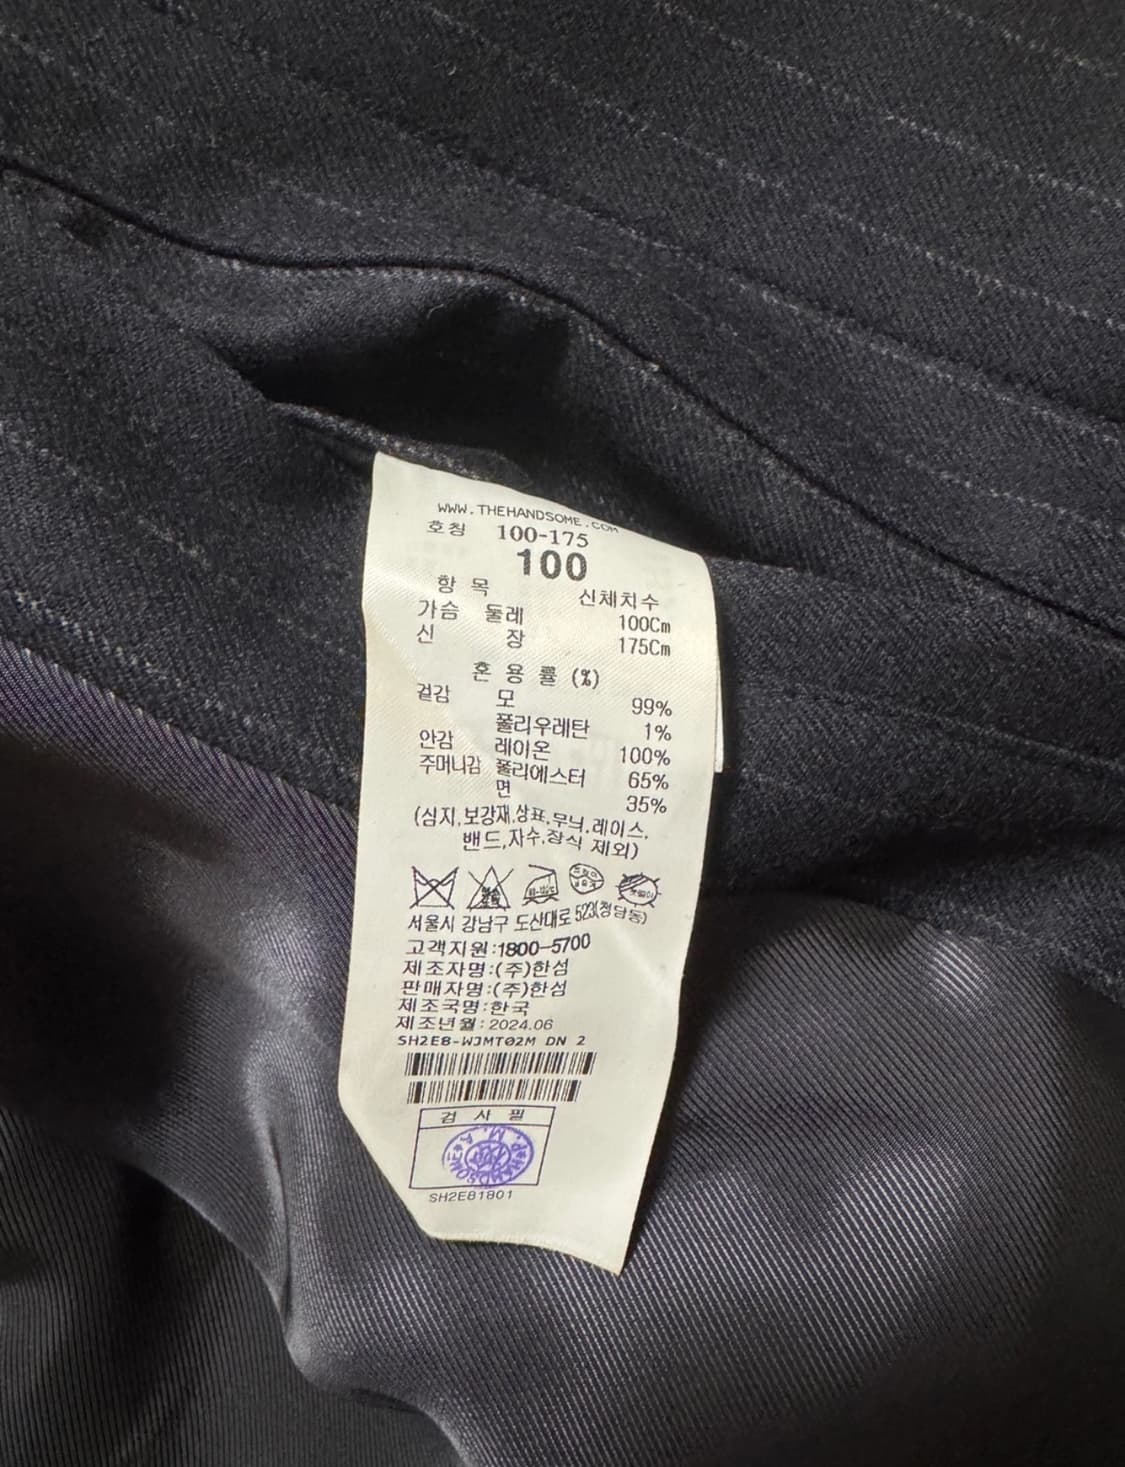 WWW.THEHANDSOME.COM
호칭 100-175
100
항 목 신체치수
가슴 둘레 100Cm
신 장 175Cm
혼 용 률 (%)
겉감 모 99%
폴리우레탄 1%
안감 레이온 100%
주머니감 폴리에스터 65%
면 35%
(심지,보강재,상표,무늬,레이스,
밴드,자수,장식 제외)
서울시 강남구 도산대로 523(청담동)
고객지원:1800-5700
제조자명:(주)한섬
판매자명:(주)한섬
제조국명:한국
제조년월:2024.06
SH2E8-WJMT02M DN 2
검 사 필
SH2E81801